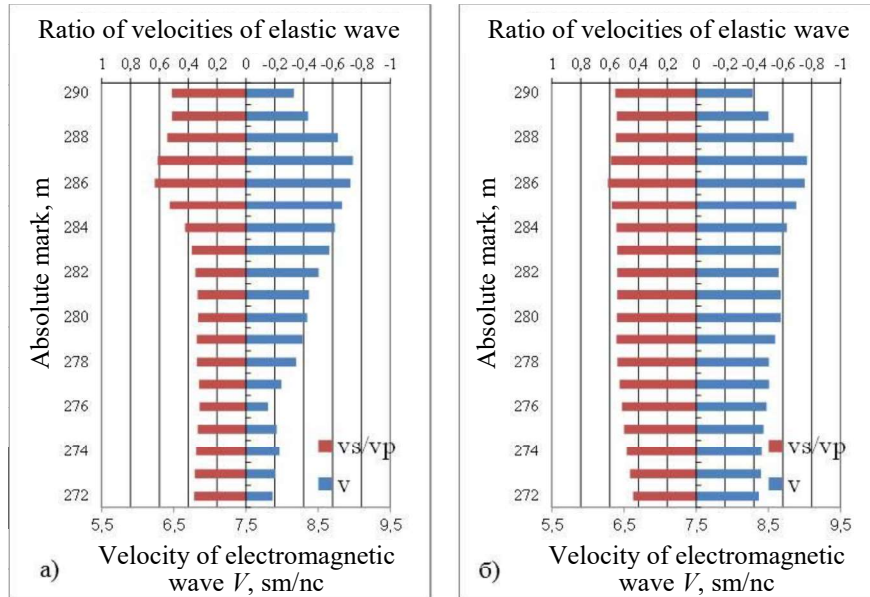 Ratio of velocities of elastic wave
1 0,8 0,6 0,4 0,2 0 -0,2 -0,4 -0,6 -0,8 -1
Absolute mark, m
290
288
286
284
282
280
278
276
274
272
vs/vp
v
5,5 6,5 7,5 8,5 9,5
a)
Velocity of electromagnetic
wave V, sm/nc
Ratio of velocities of elastic wave
1 0,8 0,6 0,4 0,2 0 -0,2 -0,4 -0,6 -0,8 -1
Absolute mark, m
290
288
286
284
282
280
278
276
274
272
vs/vp
v
5,5 6,5 7,5 8,5 9,5
б)
Velocity of electromagnetic
wave V, sm/nc